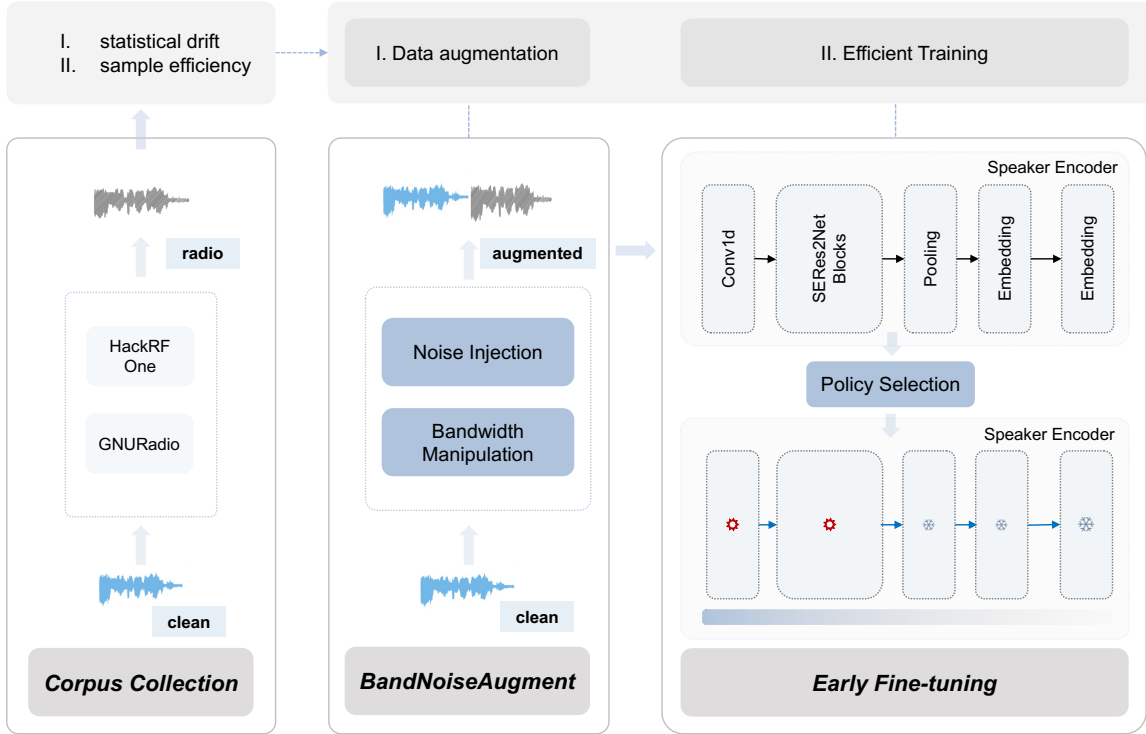 I. statistical drift
II. sample efficiency
I. Data augmentation
II. Efficient Training
radio
HackRF
One
GNURadio
clean
Corpus Collection
augmented
Noise Injection
Bandwidth
Manipulation
clean
BandNoiseAugment
Speaker Encoder
Conv1d
SERes2Net
Blocks
Pooling
Embedding
Embedding
Policy Selection
Speaker Encoder
Early Fine-tuning